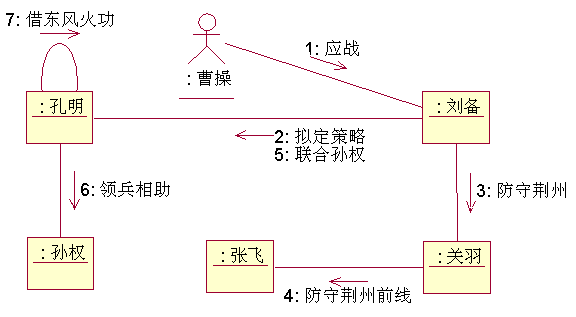 7: 借东风火功
: 曹操
1: 应战
: 孔明
: 刘备
2: 拟定策略
5: 联合孙权
6: 领兵相助
3: 防守荆州
: 孙权
: 张飞
: 关羽
4: 防守荆州前线